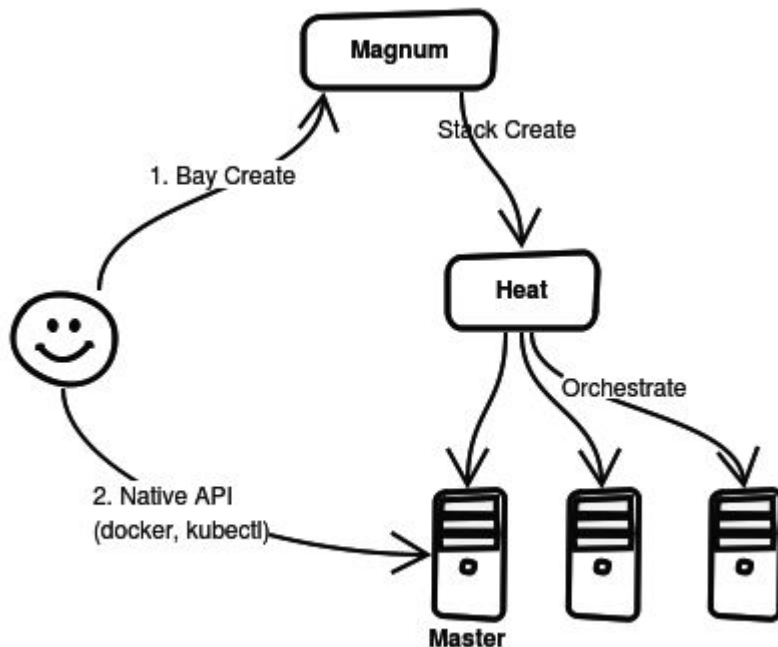 Magnum
Stack Create
1. Bay Create
Heat
Orchestrate
2. Native API
(docker, kubectl)
Master